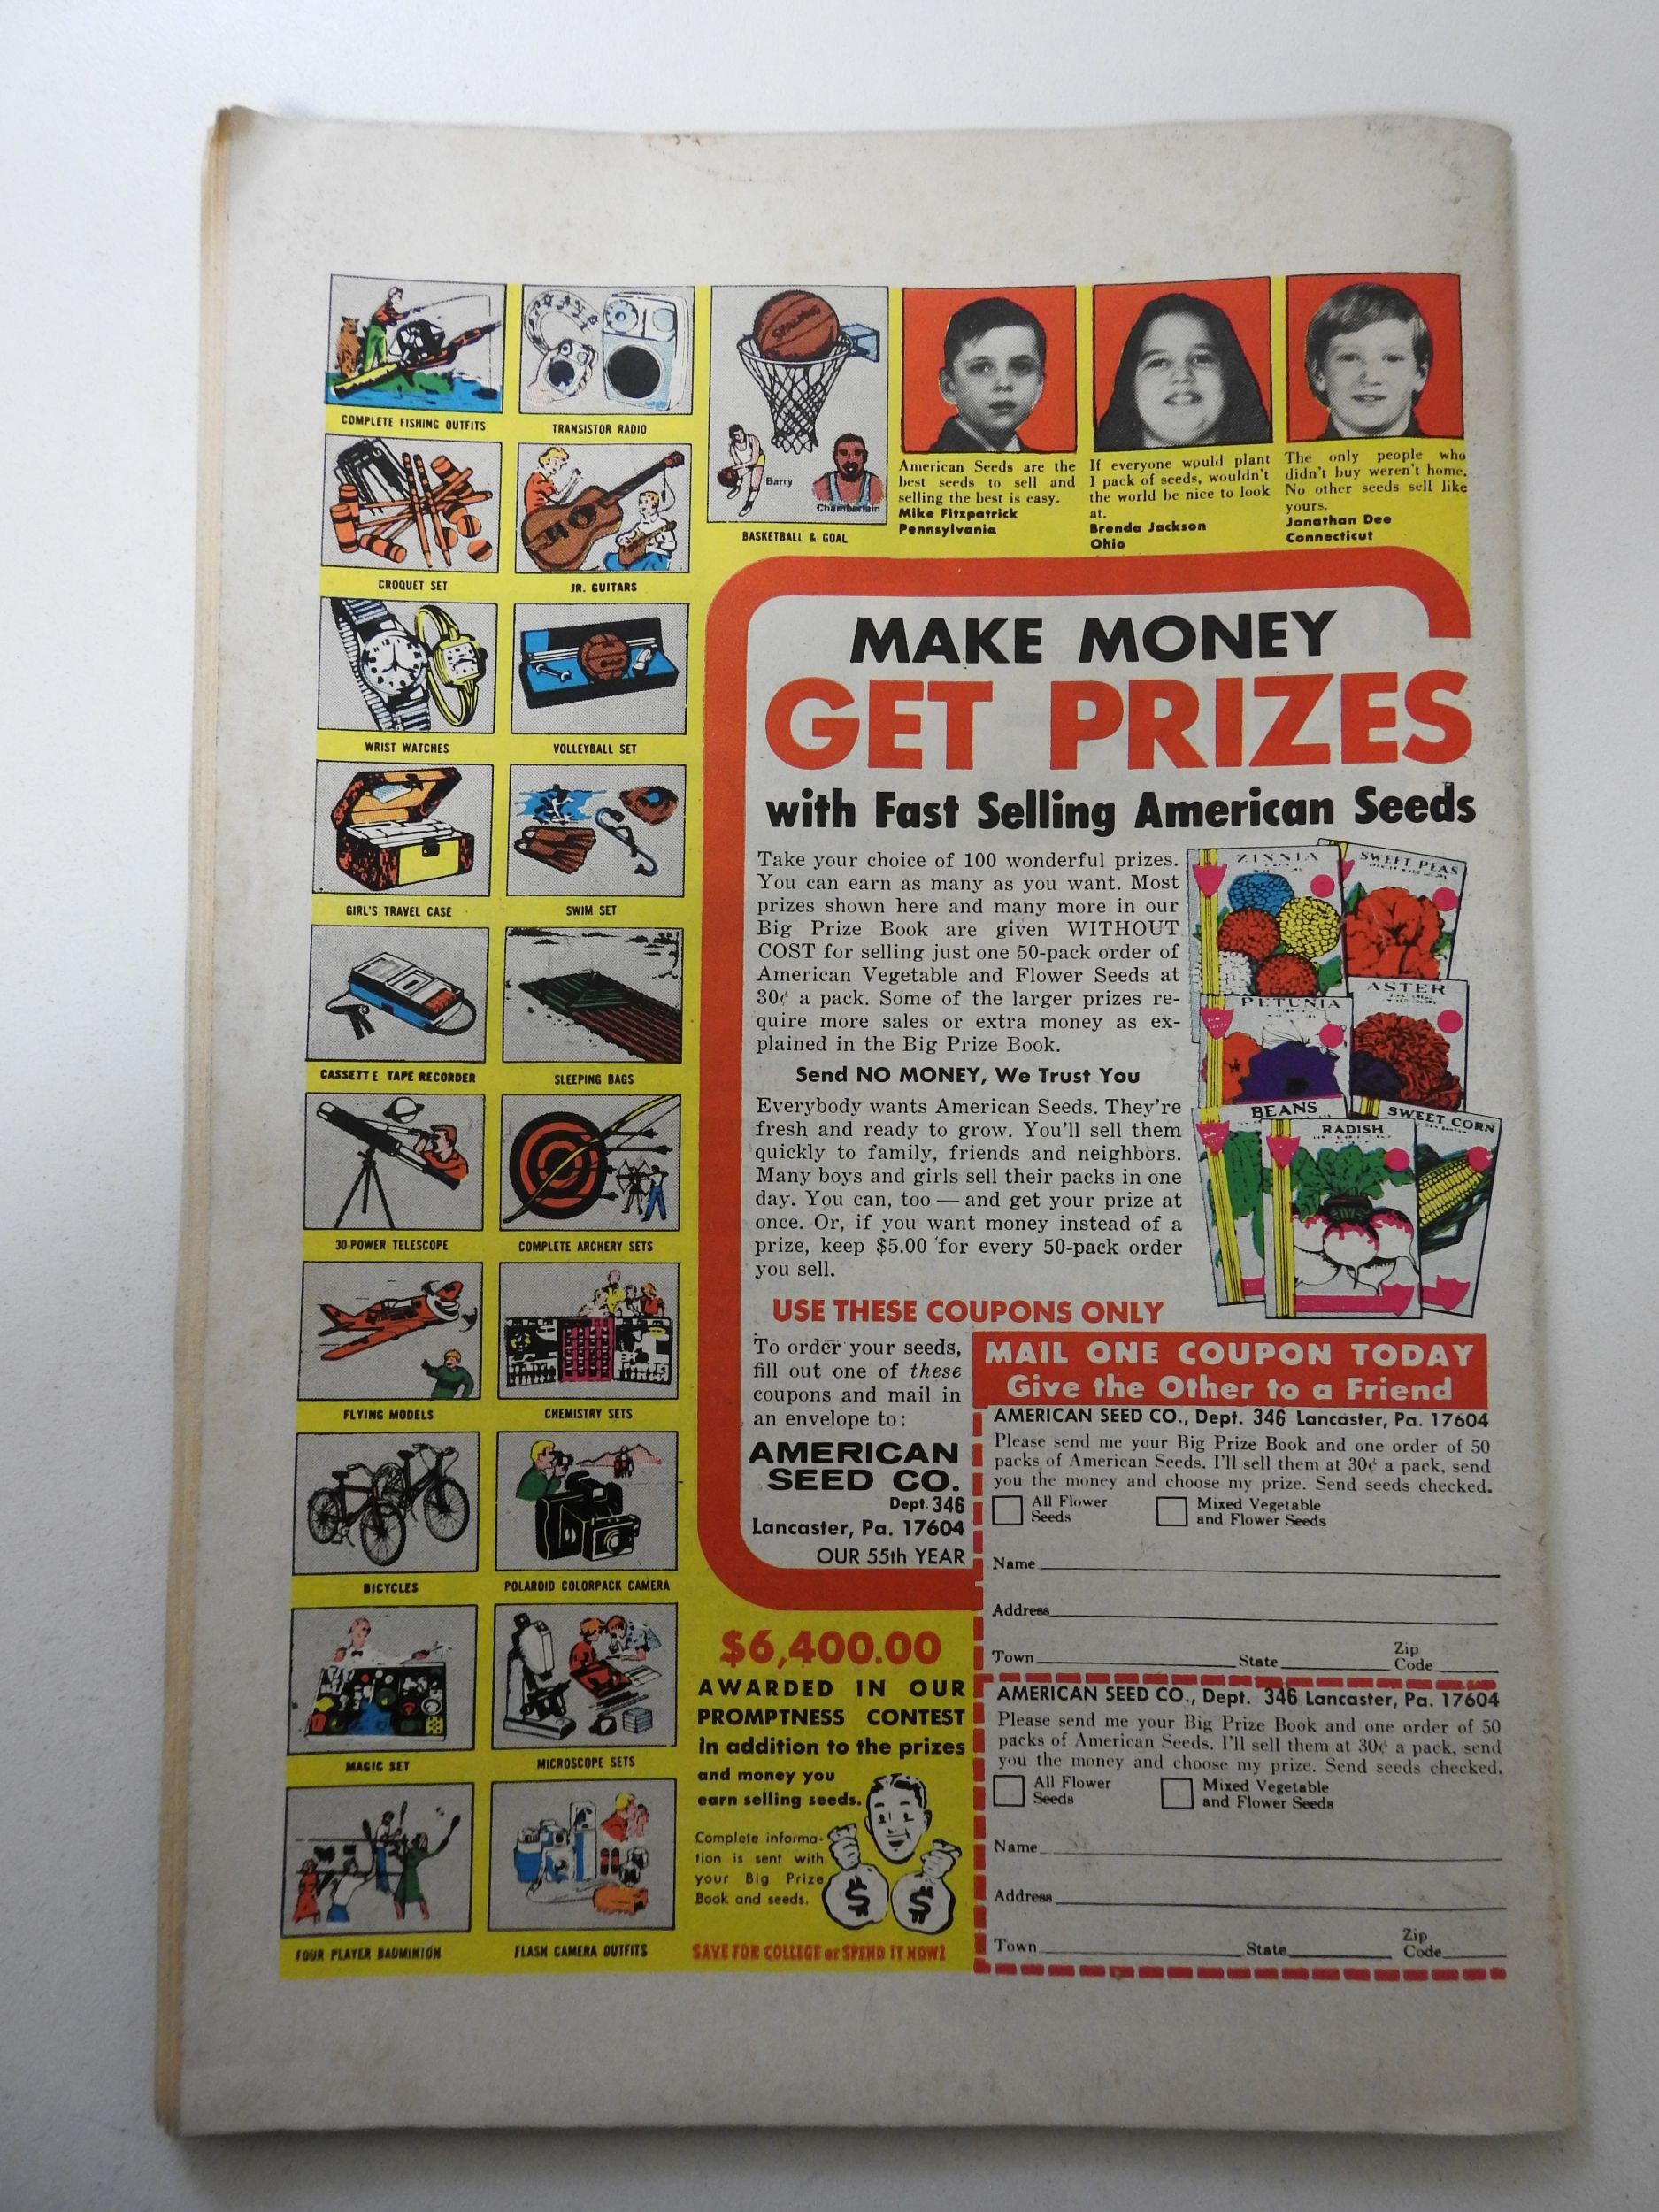 COMPLETE FISHING OUTFITS
TRANSISTOR RADIO
SPALDING
Barry
Chamberlain
BASKETBALL & GOAL
American Seeds are the
best seeds to sell and
selling the best is easy.
Mike Fitzpatrick
Pennsylvania
If everyone would plant
1 pack of seeds, wouldn't
the world be nice to look
at.
Brenda Jackson
Ohio
The only people who
didn't buy weren't home.
No other seeds sell like
yours.
Jonathan Dee
Connecticut
CROQUET SET
JR. GUITARS
WRIST WATCHES
VOLLEYBALL SET
GIRL'S TRAVEL CASE
SWIM SET
CASSETTE TAPE RECORDER
SLEEPING BAGS
30-POWER TELESCOPE
COMPLETE ARCHERY SETS
FLYING MODELS
CHEMISTRY SETS
BICYCLES
POLAROID COLORPACK CAMERA
MAGIC SET
MICROSCOPE SETS
FOUR PLAYER BADMINION
FLASH CAMERA OUTFITS
MAKE MONEY
GET PRIZES
with Fast Selling American Seeds
Take your choice of 100 wonderful prizes.
You can earn as many as you want. Most
prizes shown here and many more in our
Big Prize Book are given WITHOUT
COST for selling just one 50-pack order of
American Vegetable and Flower Seeds at
30¢ a pack. Some of the larger prizes re-
quire more sales or extra money as ex-
plained in the Big Prize Book.
Send NO MONEY, We Trust You
Everybody wants American Seeds. They're
fresh and ready to grow. You'll sell them
quickly to family, friends and neighbors.
Many boys and girls sell their packs in one
day. You can, too — and get your prize at
once. Or, if you want money instead of a
prize, keep $5.00 for every 50-pack order
you sell.
ZINNIA
SWEET PEAS
PETUNIA
ASTER
BEANS
RADISH
SWEET CORN
USE THESE COUPONS ONLY
To order your seeds,
fill out one of these
coupons and mail in
an envelope to:
AMERICAN
SEED CO.
Dept. 346
Lancaster, Pa. 17604
OUR 55th YEAR
MAIL ONE COUPON TODAY
Give the Other to a Friend
AMERICAN SEED CO., Dept. 346 Lancaster, Pa. 17604
Please send me your Big Prize Book and one order of 50
packs of American Seeds. I'll sell them at 30¢ a pack, send
you the money and choose my prize. Send seeds checked.
All Flower
Seeds
Mixed Vegetable
and Flower Seeds
Name
Address
Town State Zip
Code
AMERICAN SEED CO., Dept. 346 Lancaster, Pa. 17604
Please send me your Big Prize Book and one order of 50
packs of American Seeds. I'll sell them at 30¢ a pack, send
you the money and choose my prize. Send seeds checked.
All Flower
Seeds
Mixed Vegetable
and Flower Seeds
Name
Address
Town State Zip
Code
$6,400.00
AWARDED IN OUR
PROMPTNESS CONTEST
in addition to the prizes
and money you
earn selling seeds.
Complete informa-
tion is sent with
your Big Prize
Book and seeds.
$ $
SAVE FOR COLLEGE or SPEND IT NOW!